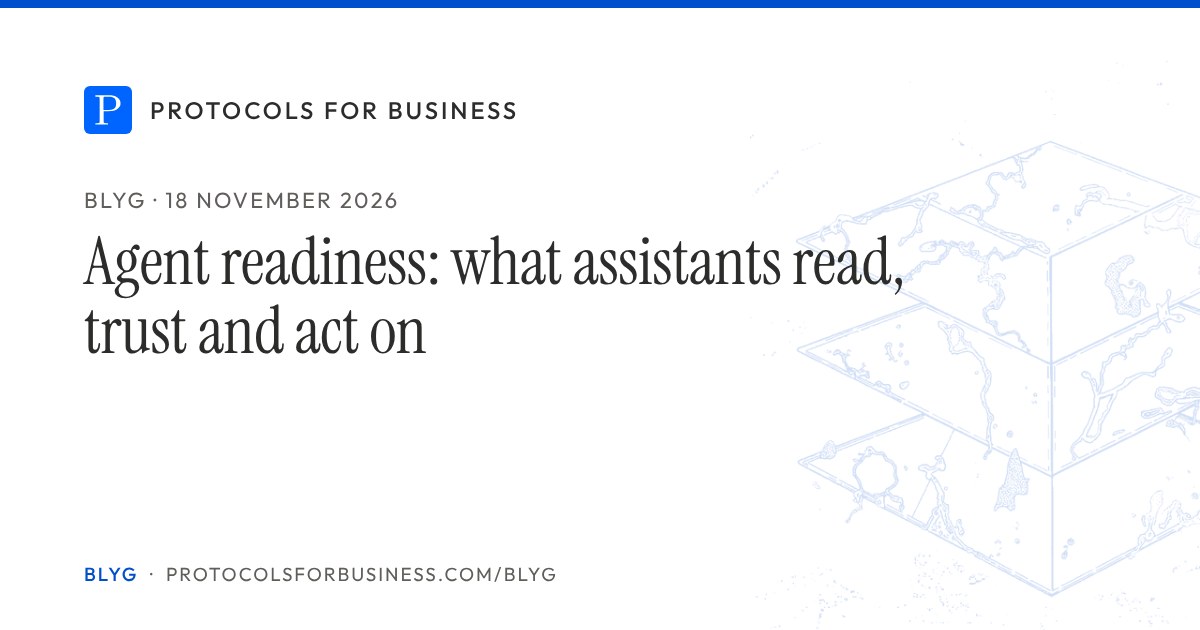 P PROTOCOLS FOR BUSINESS
BLYG · 18 NOVEMBER 2026
Agent readiness: what assistants read,
trust and act on
BLYG · PROTOCOLSFORBUSINESS.COM/BLYG